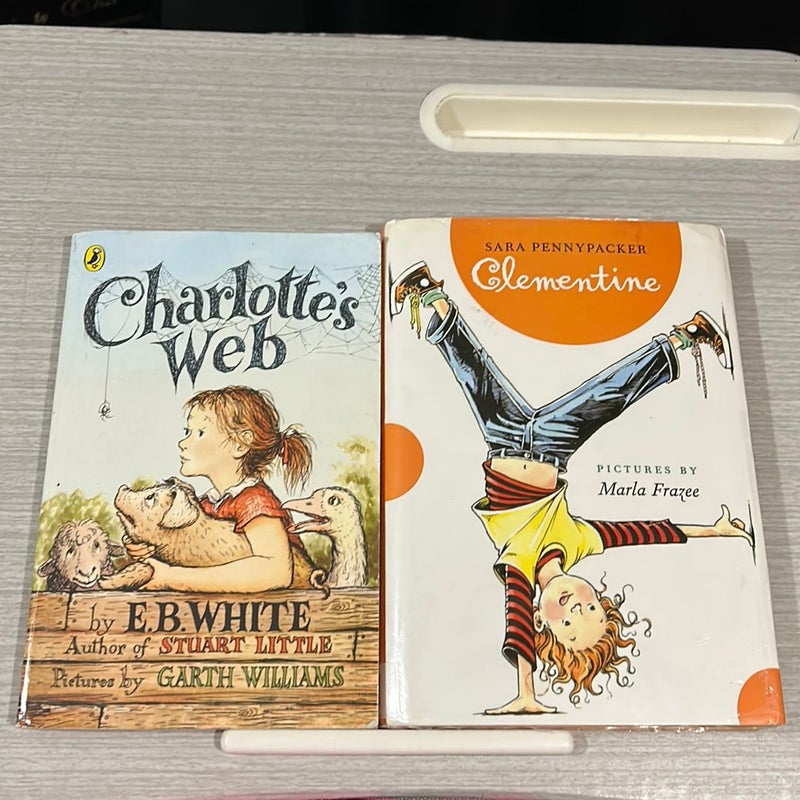 Charlotte's
Web
by E.B. WHITE
Author of STUART LITTLE
Pictures by GARTH WILLIAMS
SARA PENNYPACKER
Clementine
PICTURES BY
Marla Frazee